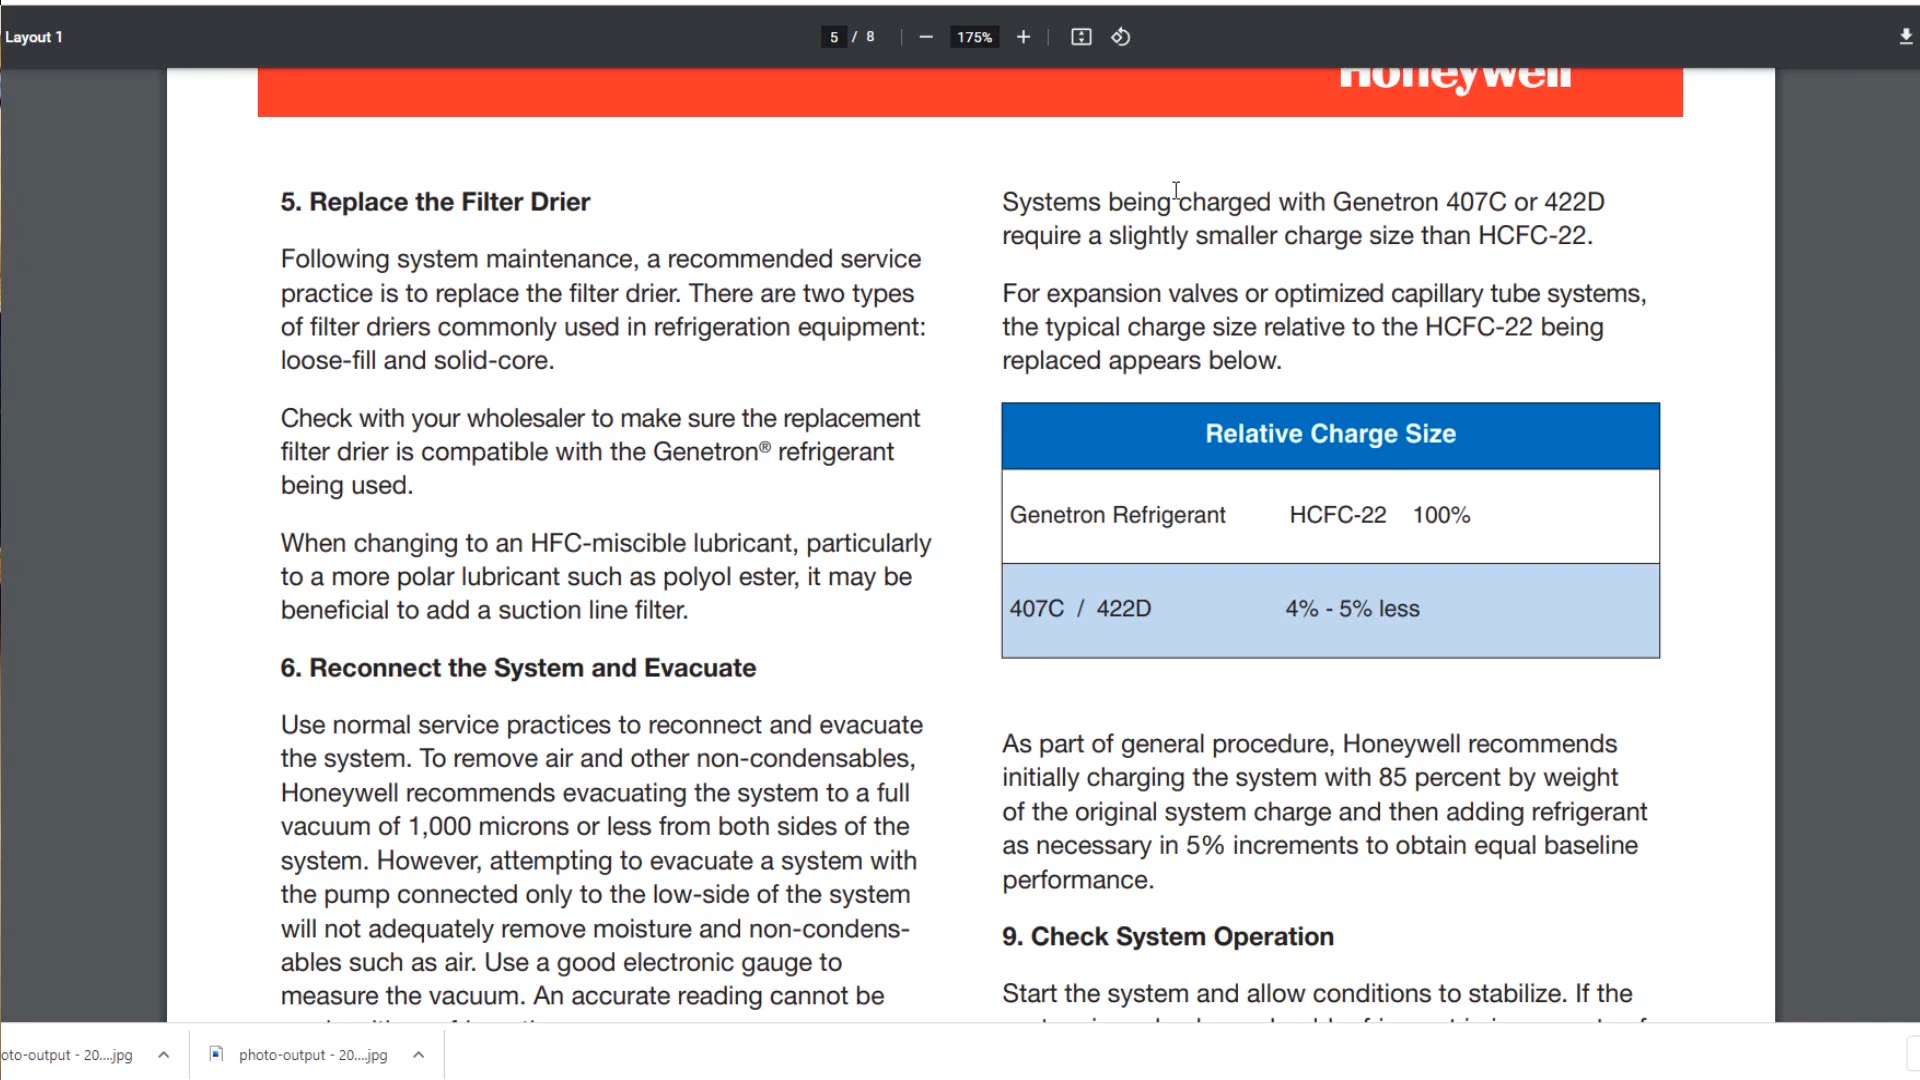 Layout 1
5 / 8
175%
Honeywell
5. Replace the Filter Drier
Following system maintenance, a recommended service
practice is to replace the filter drier. There are two types
of filter driers commonly used in refrigeration equipment:
loose-fill and solid-core.
Check with your wholesaler to make sure the replacement
filter drier is compatible with the Genetron® refrigerant
being used.
When changing to an HFC-miscible lubricant, particularly
to a more polar lubricant such as polyol ester, it may be
beneficial to add a suction line filter.
6. Reconnect the System and Evacuate
Use normal service practices to reconnect and evacuate
the system. To remove air and other non-condensables,
Honeywell recommends evacuating the system to a full
vacuum of 1,000 microns or less from both sides of the
system. However, attempting to evacuate a system with
the pump connected only to the low-side of the system
will not adequately remove moisture and non-condens-
ables such as air. Use a good electronic gauge to
measure the vacuum. An accurate reading cannot be
Systems being charged with Genetron 407C or 422D
require a slightly smaller charge size than HCFC-22.
For expansion valves or optimized capillary tube systems,
the typical charge size relative to the HCFC-22 being
replaced appears below.
Relative Charge Size
Genetron Refrigerant HCFC-22 100%
407C / 422D 4% - 5% less
As part of general procedure, Honeywell recommends
initially charging the system with 85 percent by weight
of the original system charge and then adding refrigerant
as necessary in 5% increments to obtain equal baseline
performance.
9. Check System Operation
Start the system and allow conditions to stabilize. If the
oto-output - 20....jpg
photo-output - 20....jpg